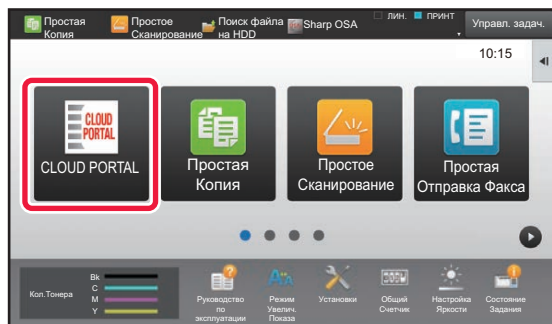 Простая
Копия
Простое
Сканирование
Поиск файла
на HDD
Sharp OSA
ЛИН.
ПРИНТ
Управл. задач.
10:15
CLOUD
PORTAL
CLOUD PORTAL
Простая
Копия
Простое
Сканирование
Простая
Отправка Факса
Кол.Тонера
Bk
C
M
Y
Руководство
по
эксплуатации
Режим
Увелич.
Показа
Установки
Общий
Счетчик
Настройка
Яркости
Состояние
Задания